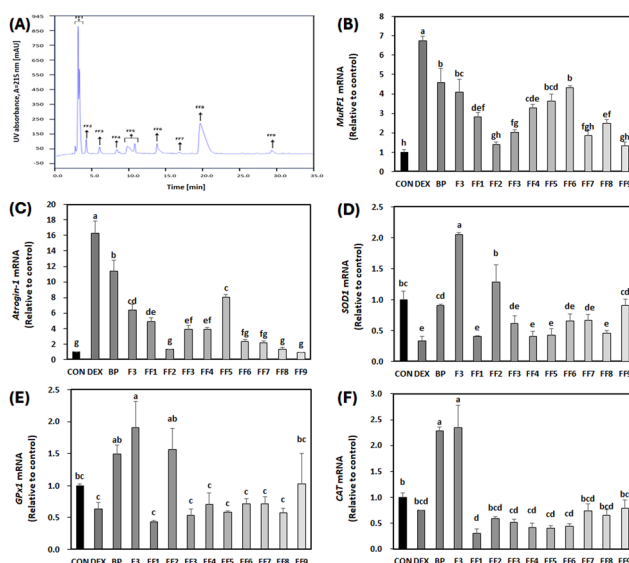 (A)
UV absorbance, A=215 nm [mAU]
945
850
750
650
550
450
350
250
150
50
-50
FF2
FF3
FF4
FF5
FF6
FF7
FF8
FF9
0.0 5.0 10.0 15.0 20.0 25.0 30.0 35.0
Time [min]
(B)
MuRF1 mRNA
(Relative to control)
8
7
6
5
4
3
2
1
0
h a b bc def gh fg cde cd b gh ef gh
CON DEX BP F3 FF1 FF2 FF3 FF4 FF5 FF6 FF7 FF8 FF9
(C)
Atrogin-1 mRNA
(Relative to control)
20
18
16
14
12
10
8
6
4
2
0
g a b cd de g ef ef c fg fg g g
CON DEX BP F3 FF1 FF2 FF3 FF4 FF5 FF6 FF7 FF8 FF9
(D)
SOD1 mRNA
(Relative to control)
2.5
2.0
1.5
1.0
0.5
0.0
bc e cd a e b de e e de de e cd
CON DEX BP F3 FF1 FF2 FF3 FF4 FF5 FF6 FF7 FF8 FF9
(E)
GPx1 mRNA
(Relative to control)
2.5
2.0
1.5
1.0
0.5
0.0
bc c ab a c ab c c c c c c bc
CON DEX BP F3 FF1 FF2 FF3 FF4 FF5 FF6 FF7 FF8 FF9
(F)
CAT mRNA
(Relative to control)
3.0
2.5
2.0
1.5
1.0
0.5
0.0
b bcd a a d bcd cd d d d bcd bcd bcd
CON DEX BP F3 FF1 FF2 FF3 FF4 FF5 FF6 FF7 FF8 FF9